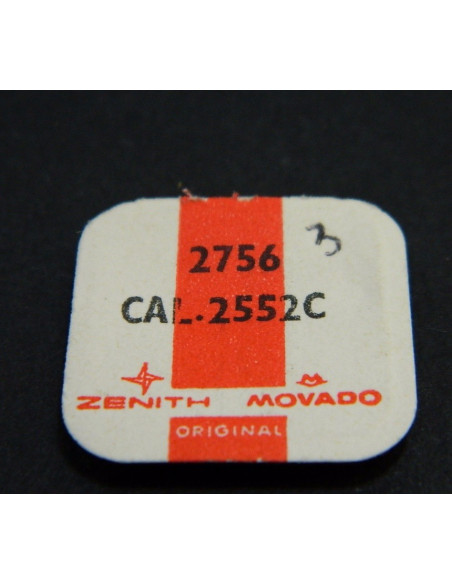 3
2756
CAL.2552C
ZENITH MOVADO
ORIGINAL